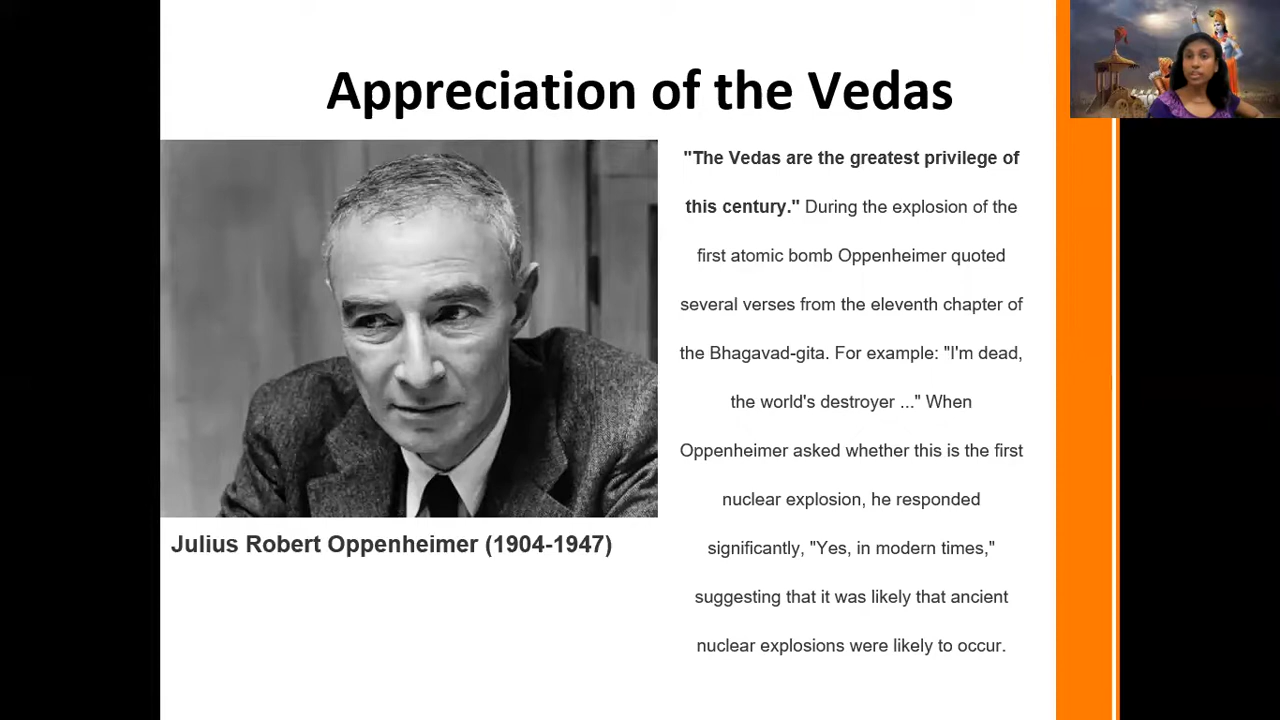 Appreciation of the Vedas
"The Vedas are the greatest privilege of
this century." During the explosion of the
first atomic bomb Oppenheimer quoted
several verses from the eleventh chapter of
the Bhagavad-gita. For example: "I'm dead,
the world's destroyer ..." When
Oppenheimer asked whether this is the first
nuclear explosion, he responded
significantly, "Yes, in modern times,"
suggesting that it was likely that ancient
nuclear explosions were likely to occur.
Julius Robert Oppenheimer (1904-1947)